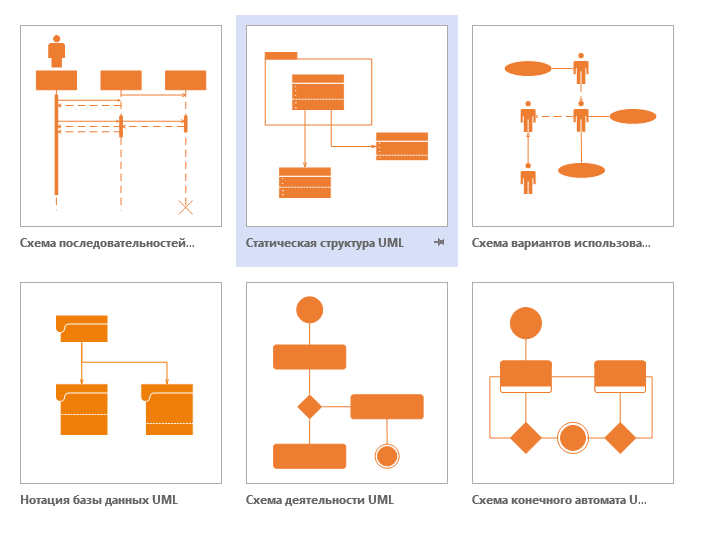 Схема последовательностей...
Статическая структура UML
Схема вариантов использова...
Нотация базы данных UML
Схема деятельности UML
Схема конечного автомата U...